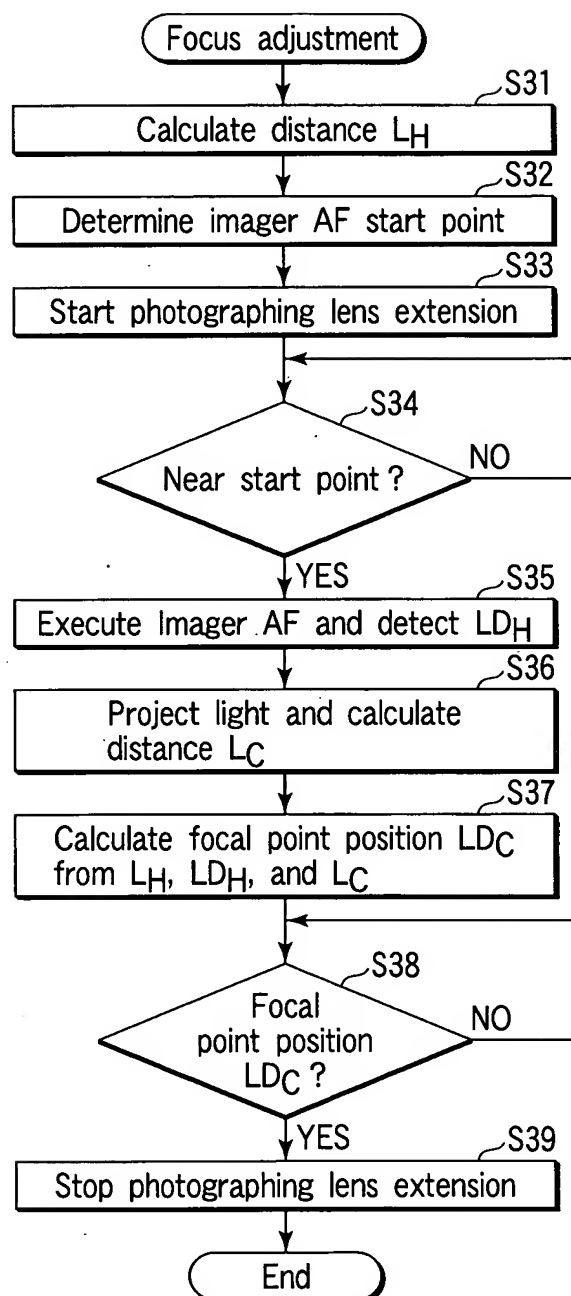 Focus adjustment
S31
Calculate distance LH
S32
Determine imager AF start point
S33
Start photographing lens extension
S34
Near start point ?
NO
YES
S35
Execute Imager AF and detect LDH
S36
Project light and calculate
distance LC
S37
Calculate focal point position LDC
from LH, LDH, and LC
S38
Focal
point position
LDC ?
NO
YES
S39
Stop photographing lens extension
End